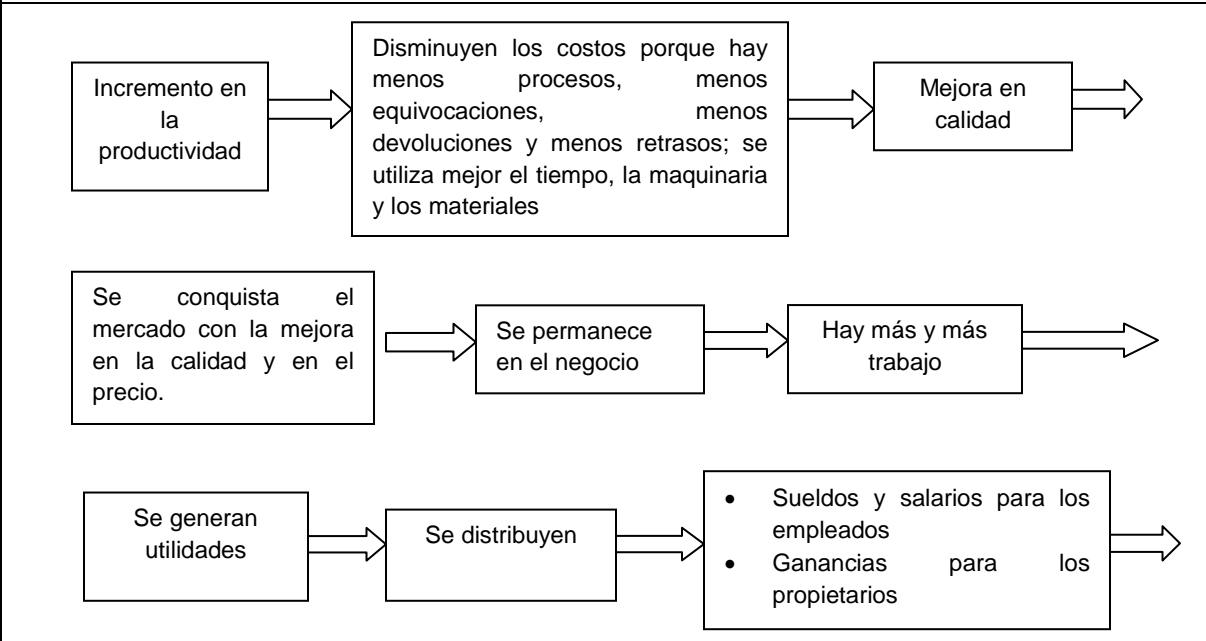 Incremento en
la
productividad
Disminuyen los costos porque hay
menos procesos, menos
equivocaciones, menos
devoluciones y menos retrasos; se
utiliza mejor el tiempo, la maquinaria
y los materiales
Mejora en
calidad
Se conquista el
mercado con la mejora
en la calidad y en el
precio.
Se permanece
en el negocio
Hay más y más
trabajo
Se generan
utilidades
Se distribuyen
• Sueldos y salarios para los
empleados
• Ganancias para los
propietarios